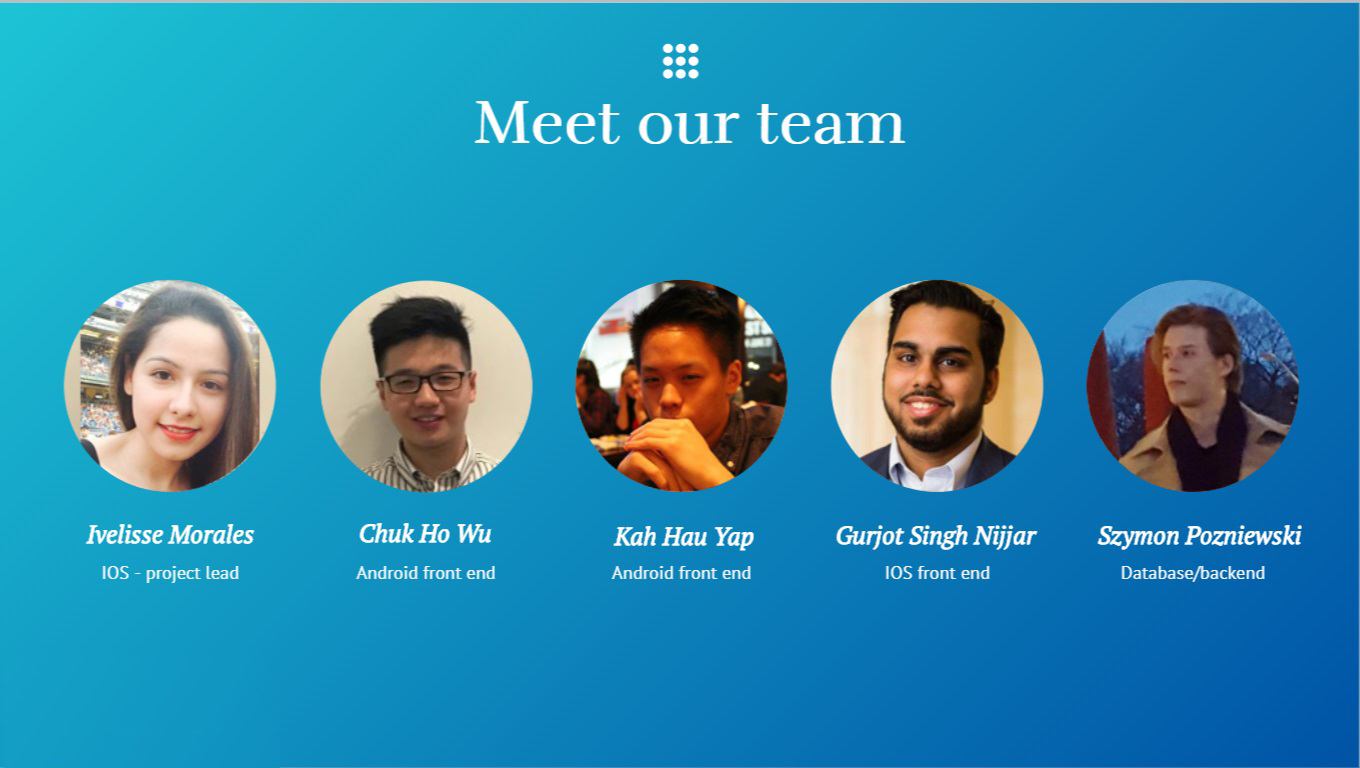 Meet our team
Ivelisse Morales
Chuk Ho Wu
Kah Hau Yap
Gurjot Singh Nijjar
Szymon Pozniewski
IOS - project lead
Android front end
Android front end
IOS front end
Database/backend